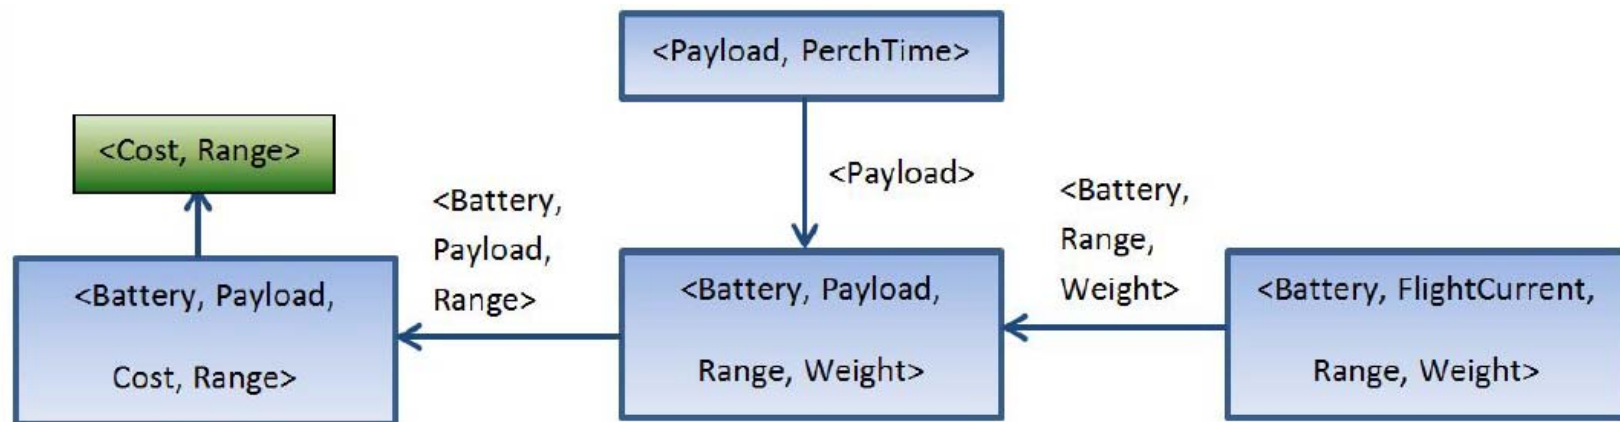 <Payload, PerchTime>
<Cost, Range>
<Payload>
<Battery,
Payload,
Range>
<Battery,
Range,
Weight>
<Battery, Payload,
Cost, Range>
<Battery, Payload,
Range, Weight>
<Battery, FlightCurrent,
Range, Weight>